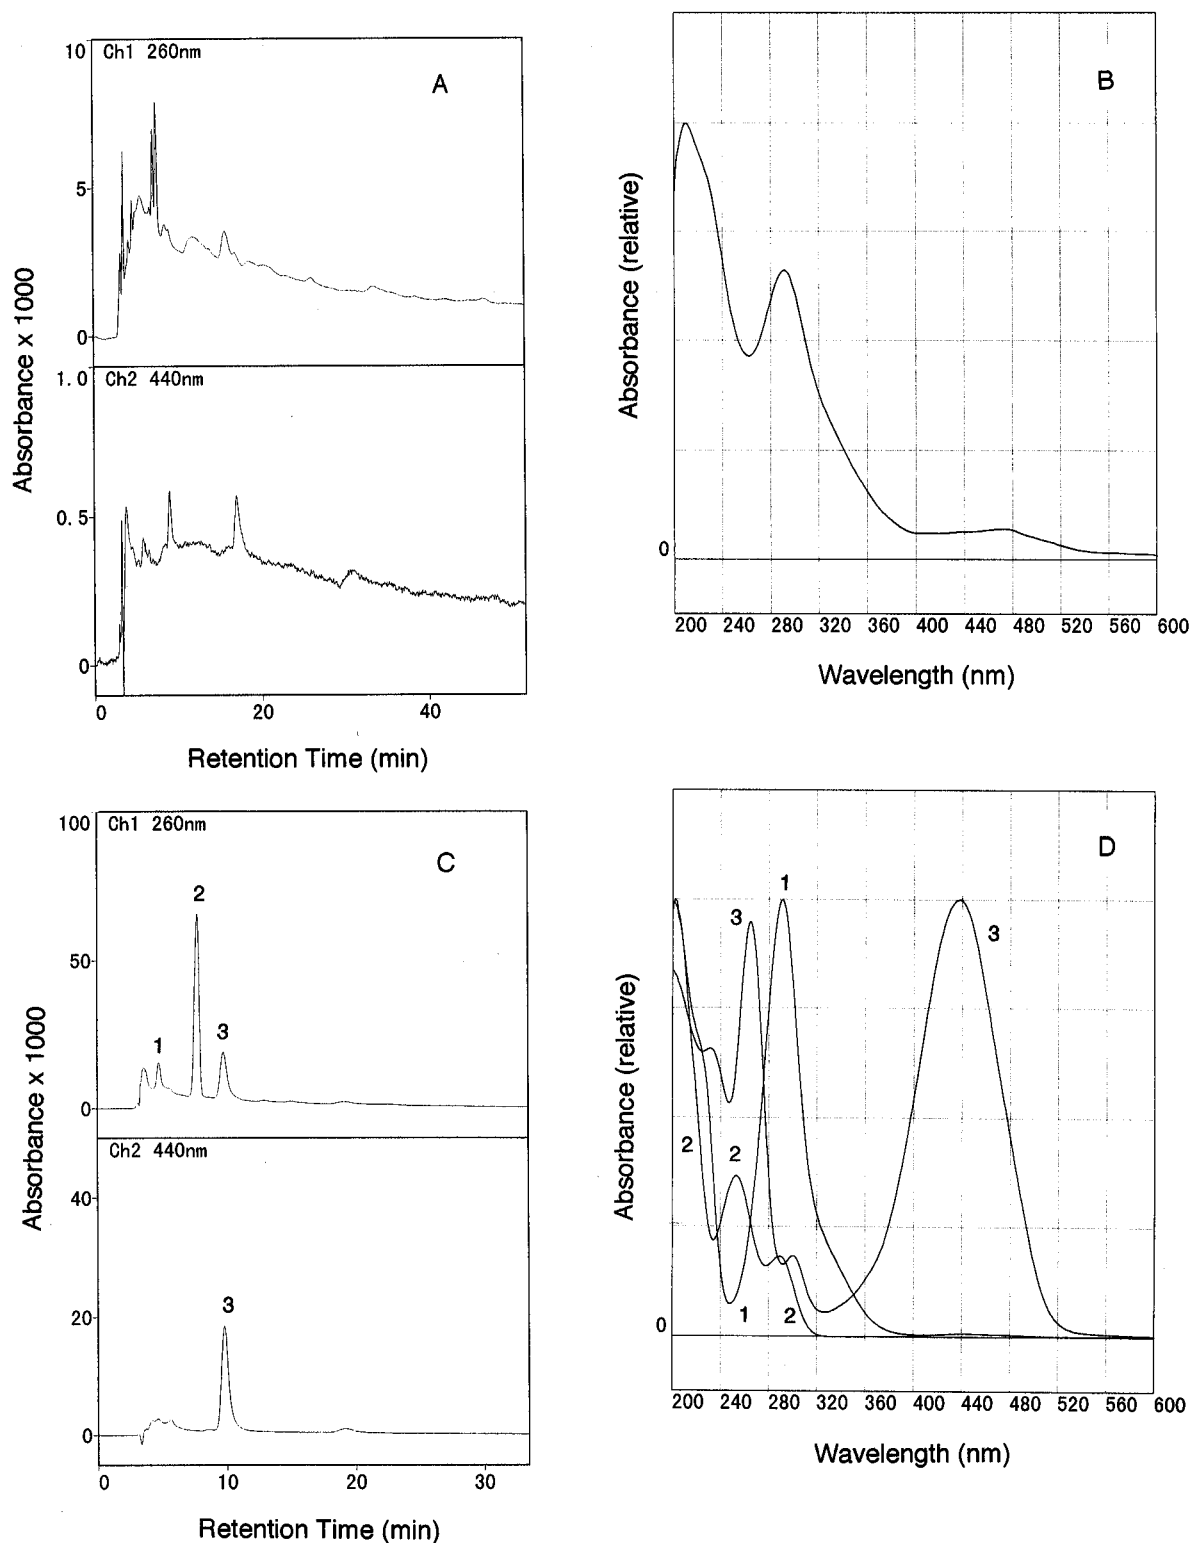 10
Ch1 260nm
A
5
0
Absorbance x 1000
1.0
Ch2 440nm
0.5
0
0 20 40
Retention Time (min)
B
Absorbance (relative)
0
200 240 280 320 360 400 440 480 520 560 600
Wavelength (nm)
100
Ch1 260nm
C
2
50
1
3
0
Absorbance x 1000
Ch2 440nm
40
20
3
0
0 10 20 30
Retention Time (min)
D
1
3
3
Absorbance (relative)
2
2
1
2
0
200 240 280 320 360 400 440 480 520 560 600
Wavelength (nm)